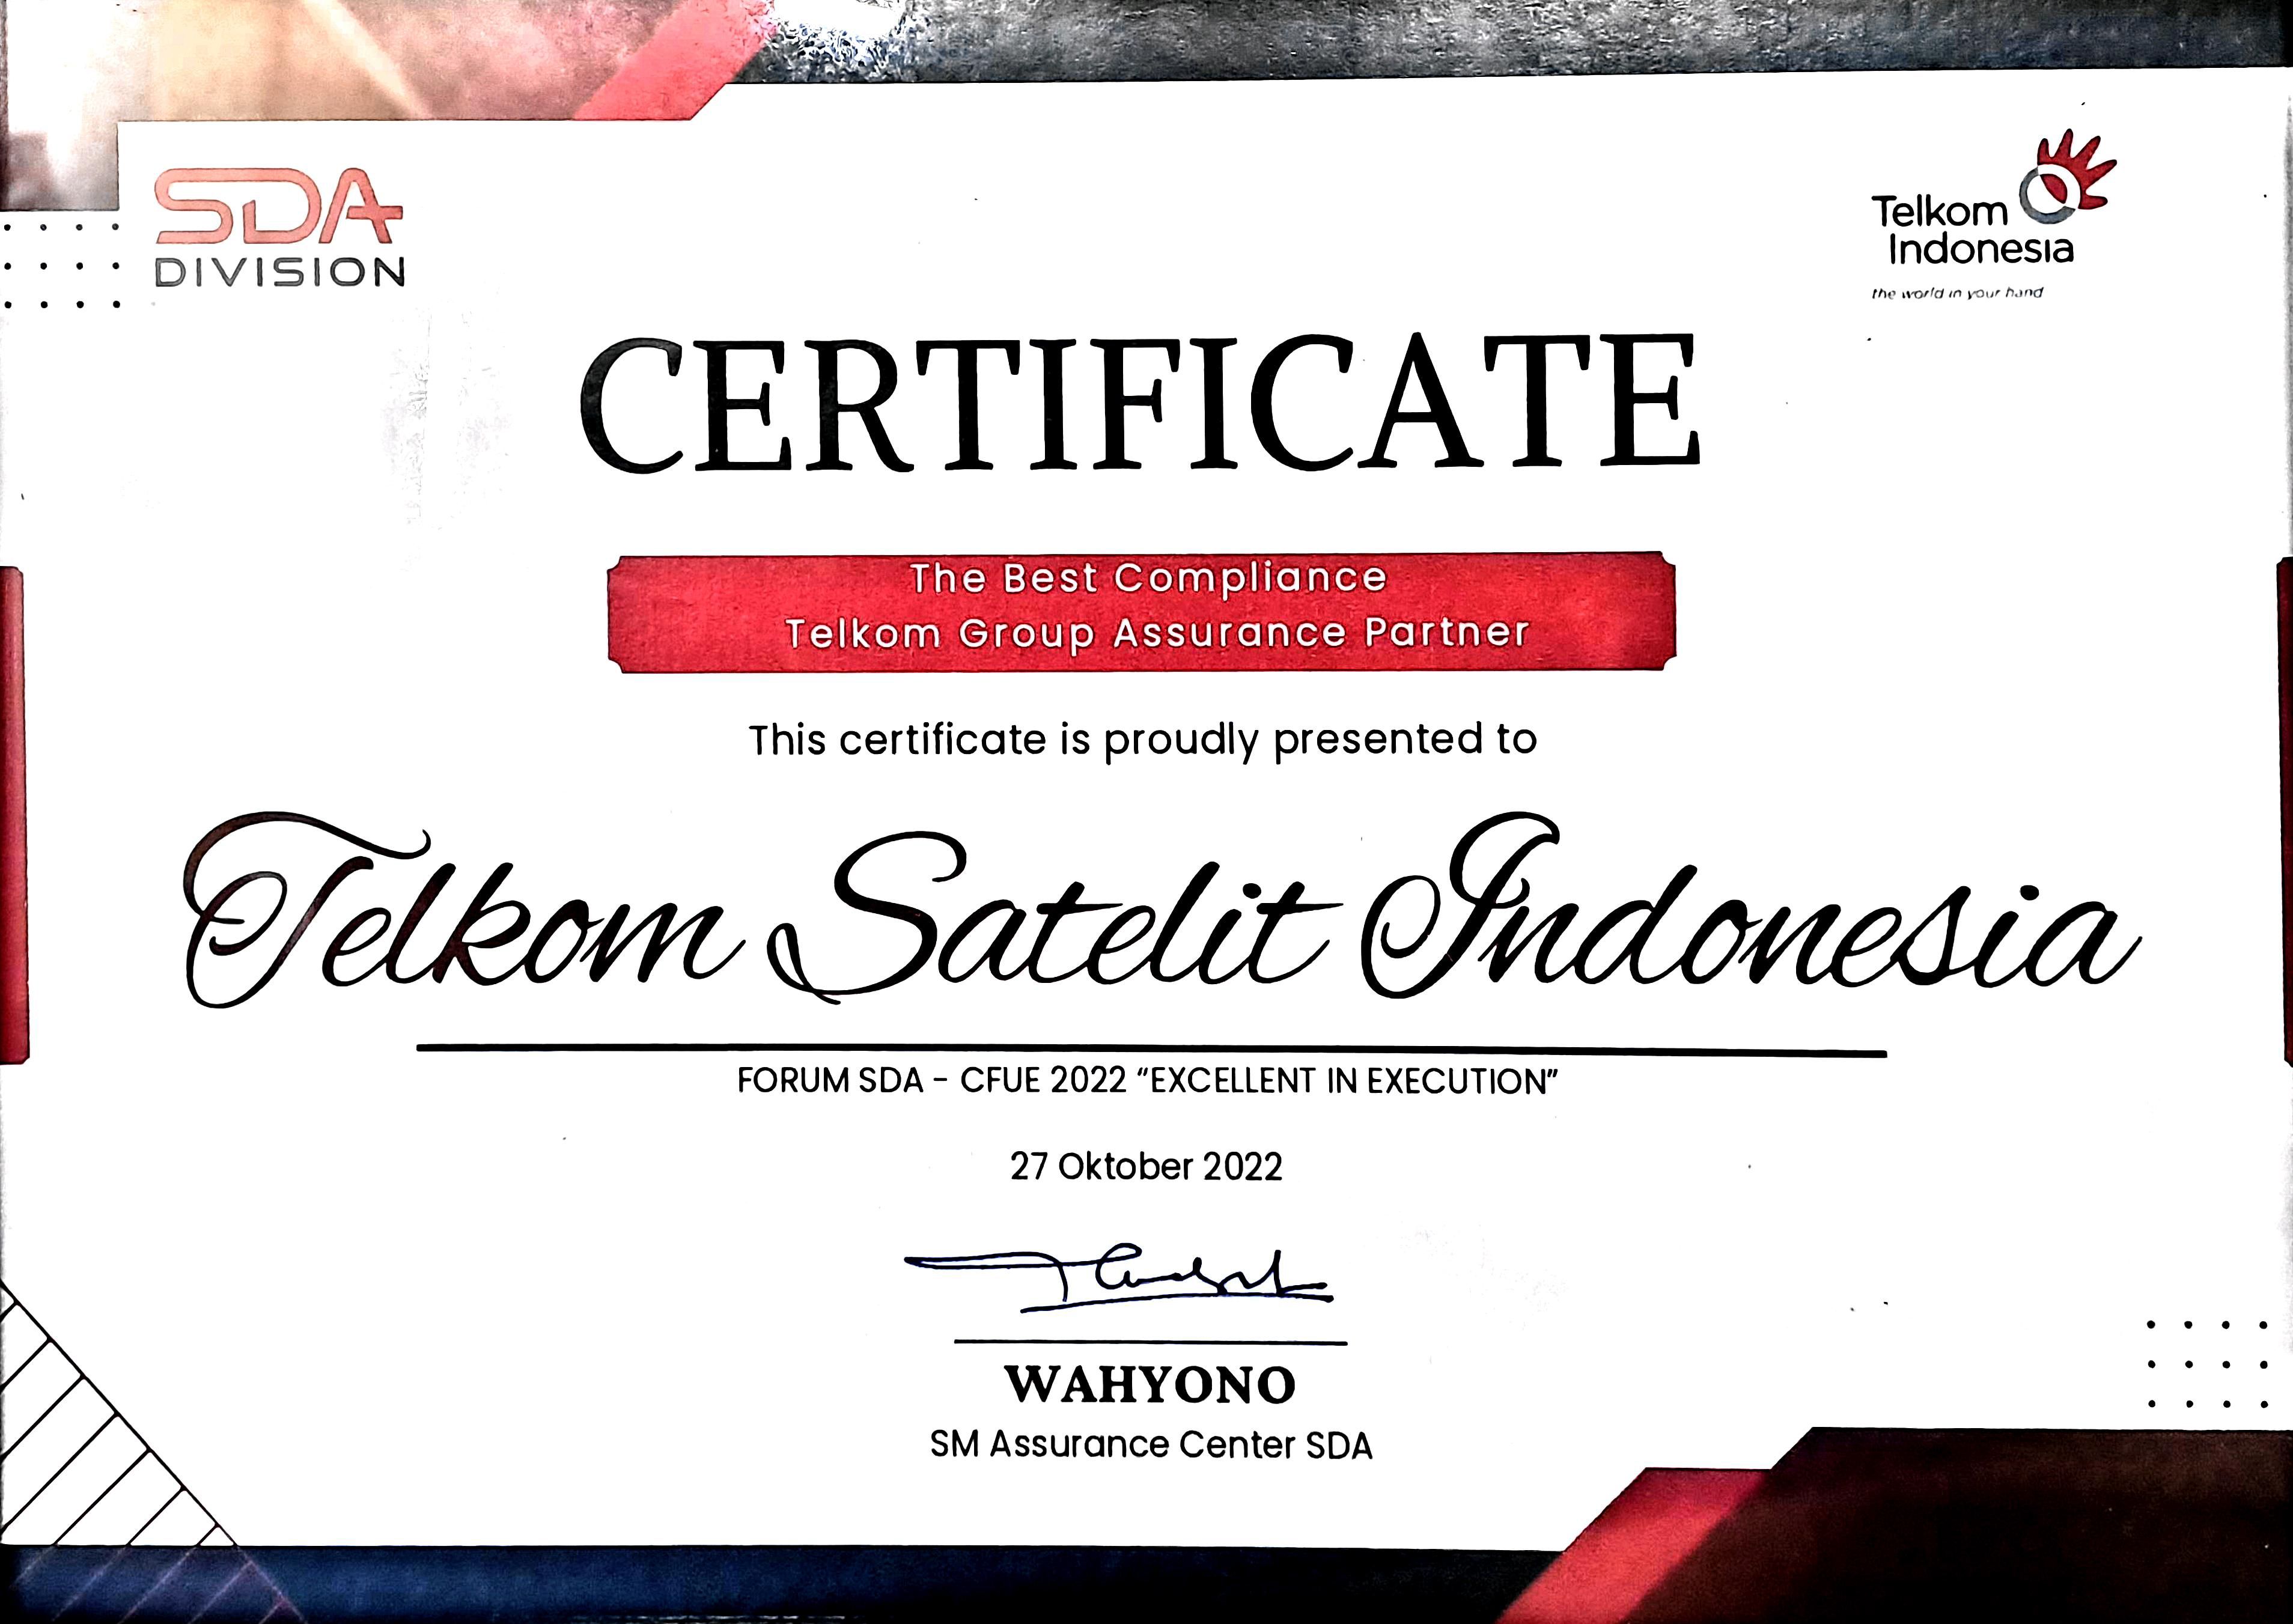 SDA
DIVISION
Telkom
Indonesia
the world in your hand
CERTIFICATE
The Best Compliance
Telkom Group Assurance Partner
This certificate is proudly presented to
Telkom Satelit Indonesia
FORUM SDA - CFUE 2022 "EXCELLENT IN EXECUTION"
27 Oktober 2022
WAHYONO
SM Assurance Center SDA